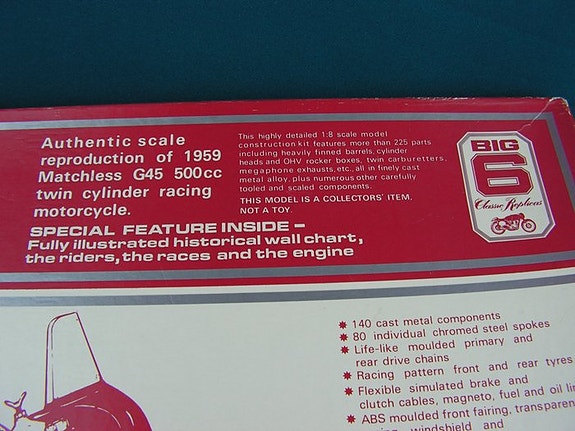 Authentic scale
reproduction of 1959
Matchless G45 500cc
twin cylinder racing
motorcycle.
This highly detailed 1:8 scale model
construction kit features more than 225 parts
including heavily finned barrels, cylinder
heads and OHV rocker boxes, twin carburetters,
megaphone exhausts, etc., all in finely cast
metal alloy, plus numerous other carefully
tooled and scaled components.
THIS MODEL IS A COLLECTORS' ITEM.
NOT A TOY.
SPECIAL FEATURE INSIDE –
Fully illustrated historical wall chart,
the riders, the races and the engine
BIG
6
Classic Replicas
* 140 cast metal components
* 80 individual chromed steel spokes
* Life-like moulded primary and
rear drive chains
* Racing pattern front and rear tyres
* Flexible simulated brake and
clutch cables, magneto, fuel and oil
* ABS moulded front fairing,
windshield and